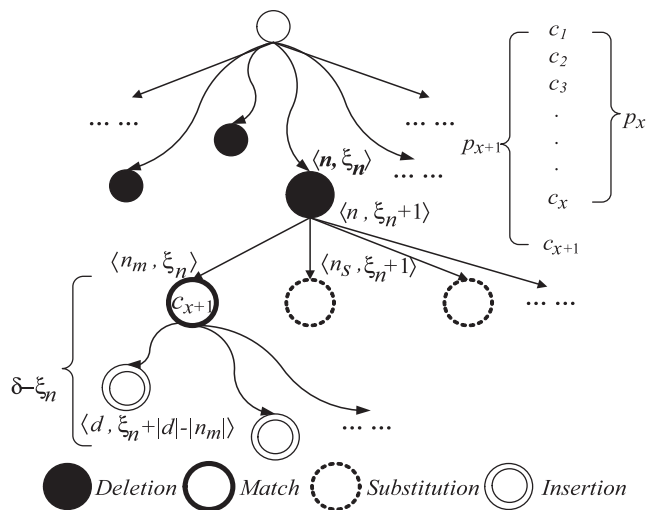 c1
c2
c3
.
.
.
px+1
px
cx
cx+1
... ...
... ...
... ...
⟨n, ξn⟩
⟨n, ξn+1⟩
⟨nm, ξn⟩
⟨ns, ξn+1⟩
cx+1
... ...
δ−ξn
⟨d, ξn+|d|-|nm|⟩
... ...
Deletion Match Substitution Insertion